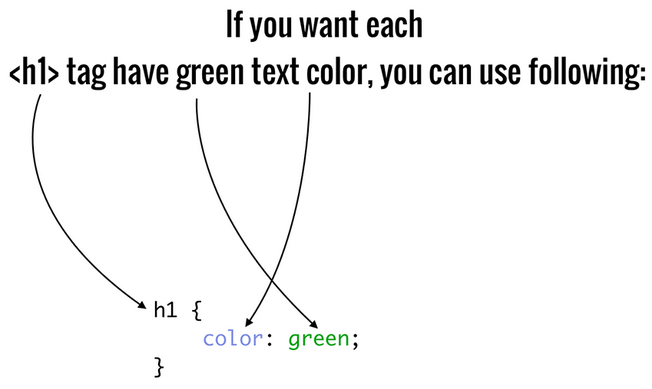 If you want each
<h1> tag have green text color, you can use following:
h1 {
color: green;
}